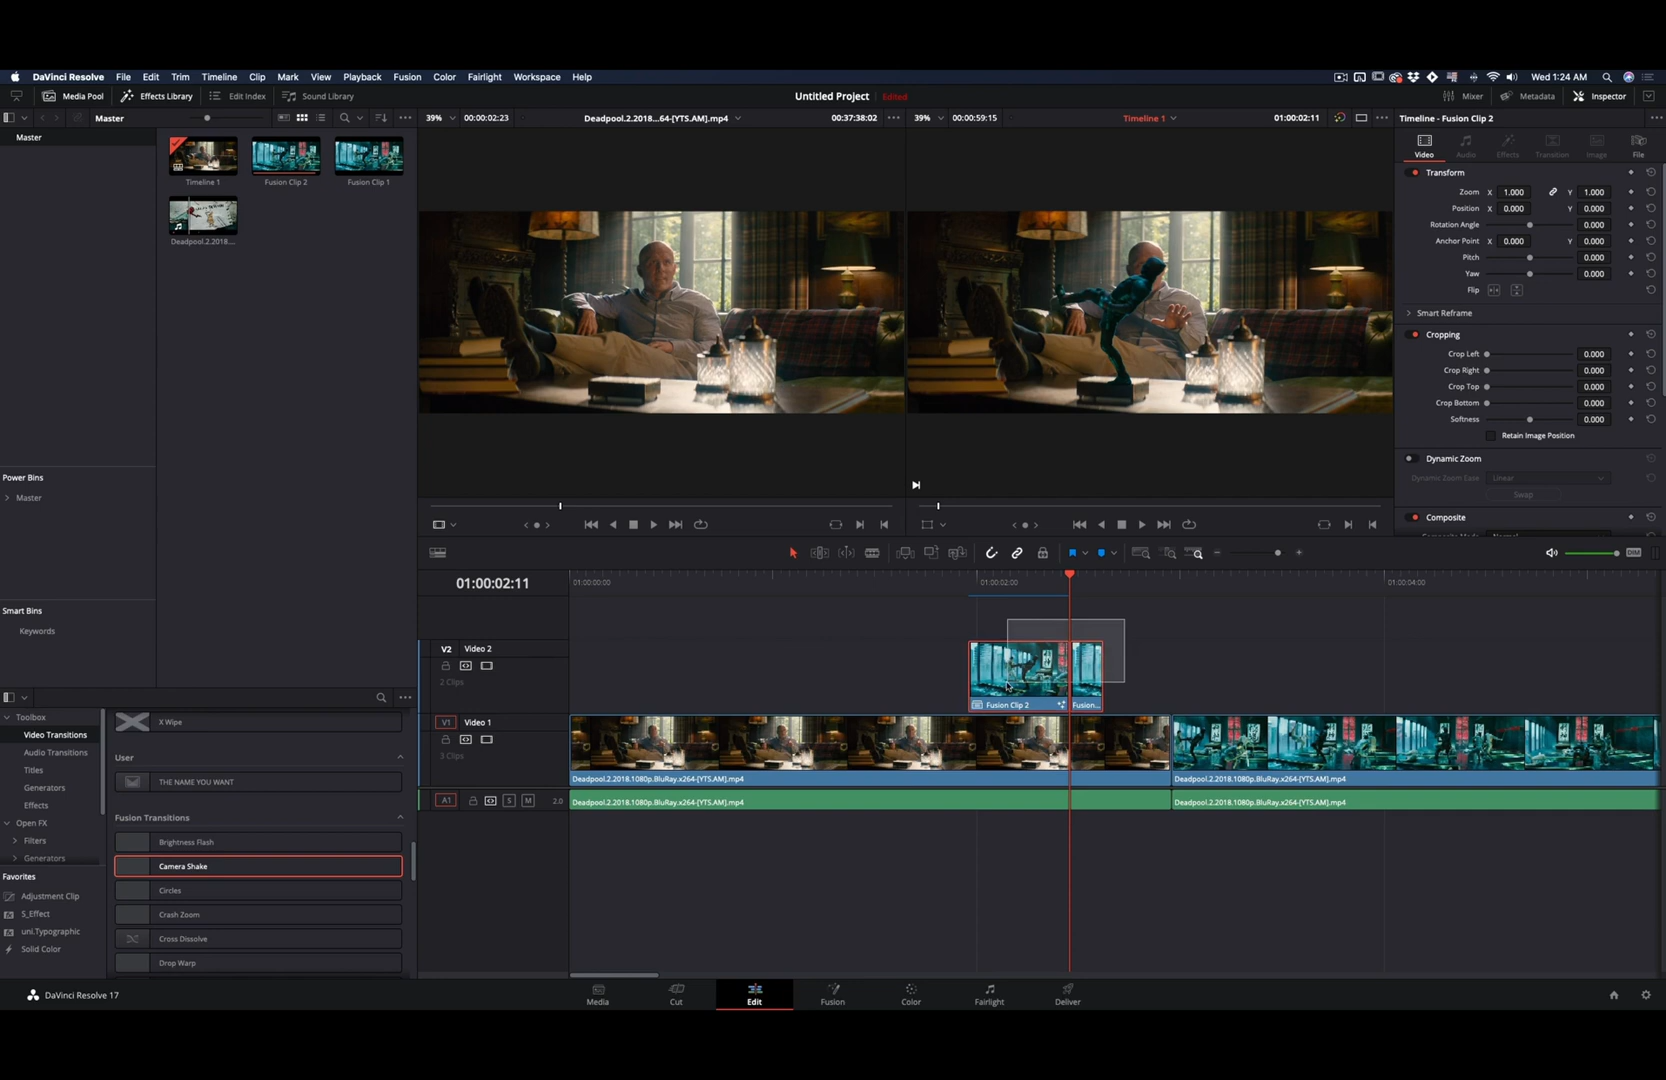 DaVinci Resolve File Edit Trim Timeline Clip Mark View Playback Fusion Color Fairlight Workspace Help Wed 1:24 AM
Media Pool Effects Library Edit Index Sound Library Untitled Project Edited Mixer Metadata Inspector
Master 39% 00:00:02:23 Deadpool.2.2018...64-[YTS.AM].mp4 00:37:38:02 39% 00:00:59:15 Timeline 1 01:00:02:11 Timeline - Fusion Clip 2
Master
Video Audio Effects Transition Image File
Transform
Timeline 1 Fusion Clip 2 Fusion Clip 1
Zoom X 1.000 Y 1.000
Position X 0.000 Y 0.000
Rotation Angle 0.000
Deadpool.2.2018....
Anchor Point X 0.000 Y 0.000
Pitch 0.000
Yaw 0.000
Flip
Smart Reframe
Cropping
Crop Left 0.000
Crop Right 0.000
Crop Top 0.000
Crop Bottom 0.000
Softness 0.000
Retain Image Position
Dynamic Zoom
Dynamic Zoom Ease Linear
Swap
Composite
Power Bins
Master
DIM
01:00:02:11 01:00:00:00 01:00:02:00 01:00:04:00
Smart Bins
Keywords
V2 Video 2
2 Clips
Fusion Clip 2 Fusion...
V1 Video 1
3 Clips
Deadpool.2.2018.1080p.BluRay.x264-[YTS.AM].mp4 Deadpool.2.2018.1080p.BluRay.x264-[YTS.AM].mp4
A1 S M 2.0 Deadpool.2.2018.1080p.BluRay.x264-[YTS.AM].mp4 Deadpool.2.2018.1080p.BluRay.x264-[YTS.AM].mp4
Toolbox
Video Transitions
Audio Transitions
Titles
Generators
Effects
Open FX
Filters
Generators
Favorites
Adjustment Clip
S_Effect
uni.Typographic
Solid Color
X Wipe
User
THE NAME YOU WANT
Fusion Transitions
Brightness Flash
Camera Shake
Circles
Crash Zoom
Cross Dissolve
Drop Warp
DaVinci Resolve 17
Media Cut Edit Fusion Color Fairlight Deliver